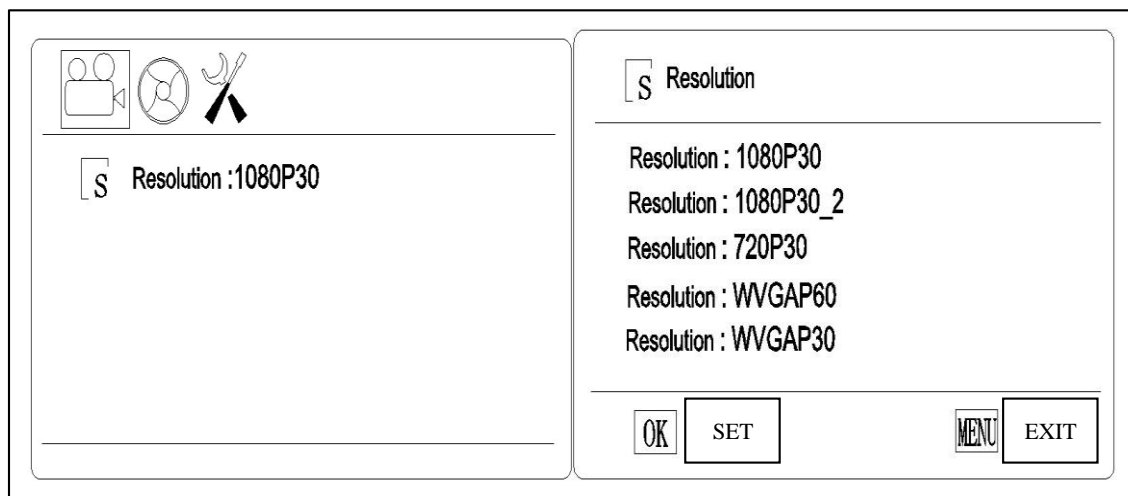 S Resolution :1080P30
S Resolution
Resolution : 1080P30
Resolution : 1080P30_2
Resolution : 720P30
Resolution : WVGAP60
Resolution : WVGAP30
OK SET MENU EXIT